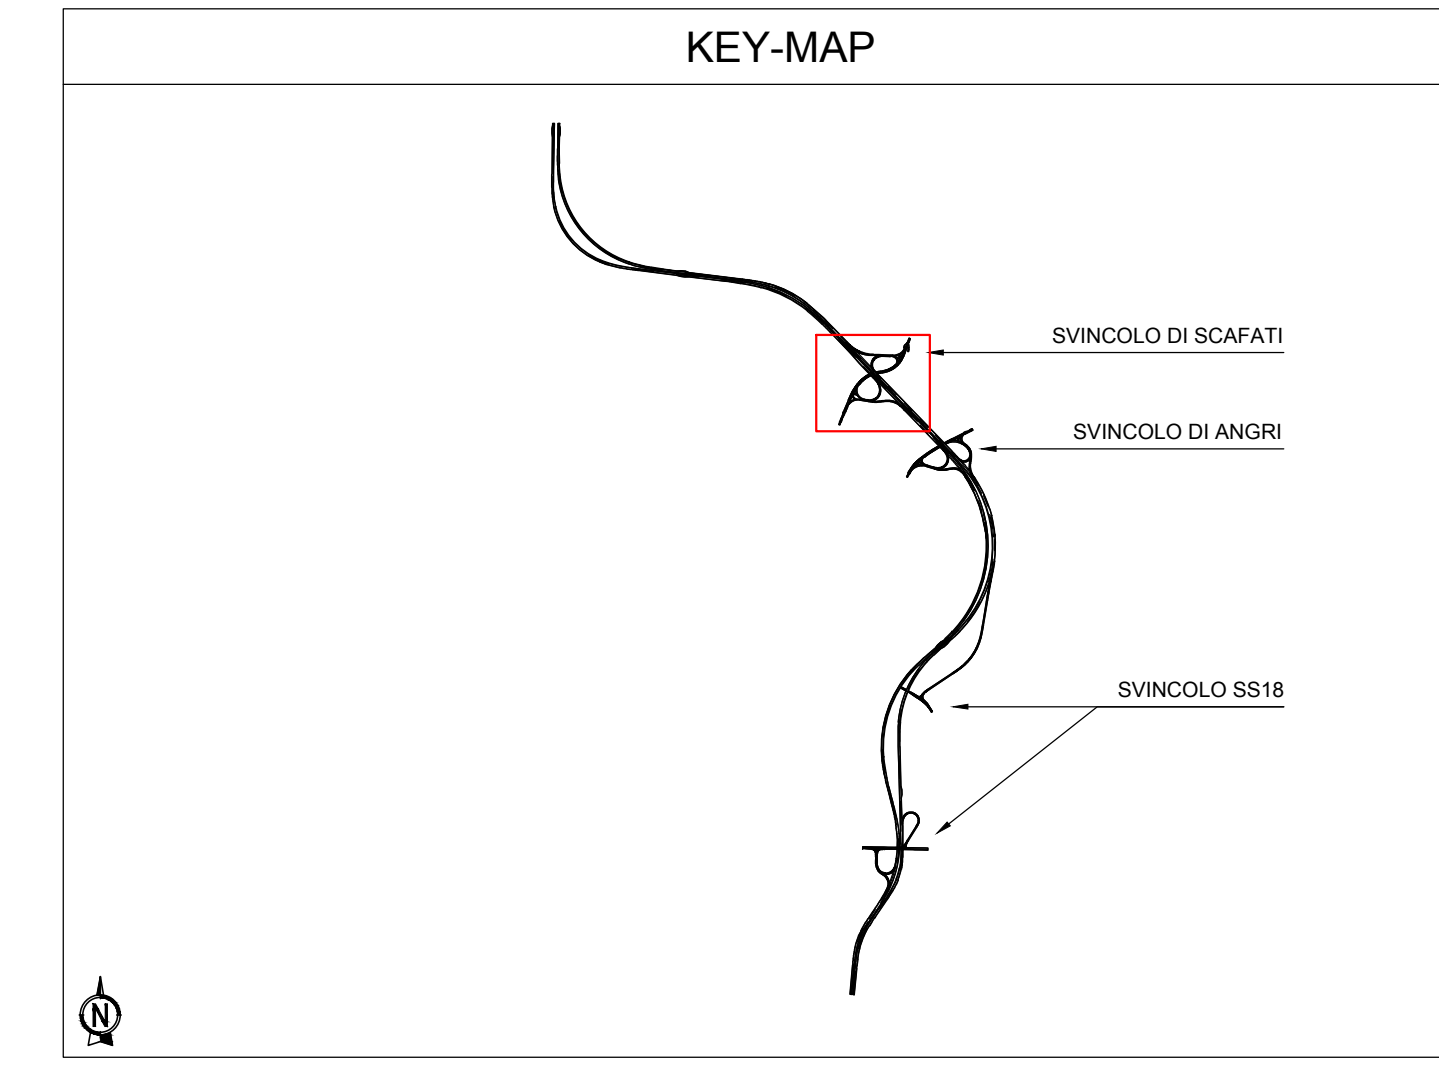 KEY-MAP
SVINCOLO DI SCAFATI
SVINCOLO DI ANGRI
SVINCOLO SS18
N